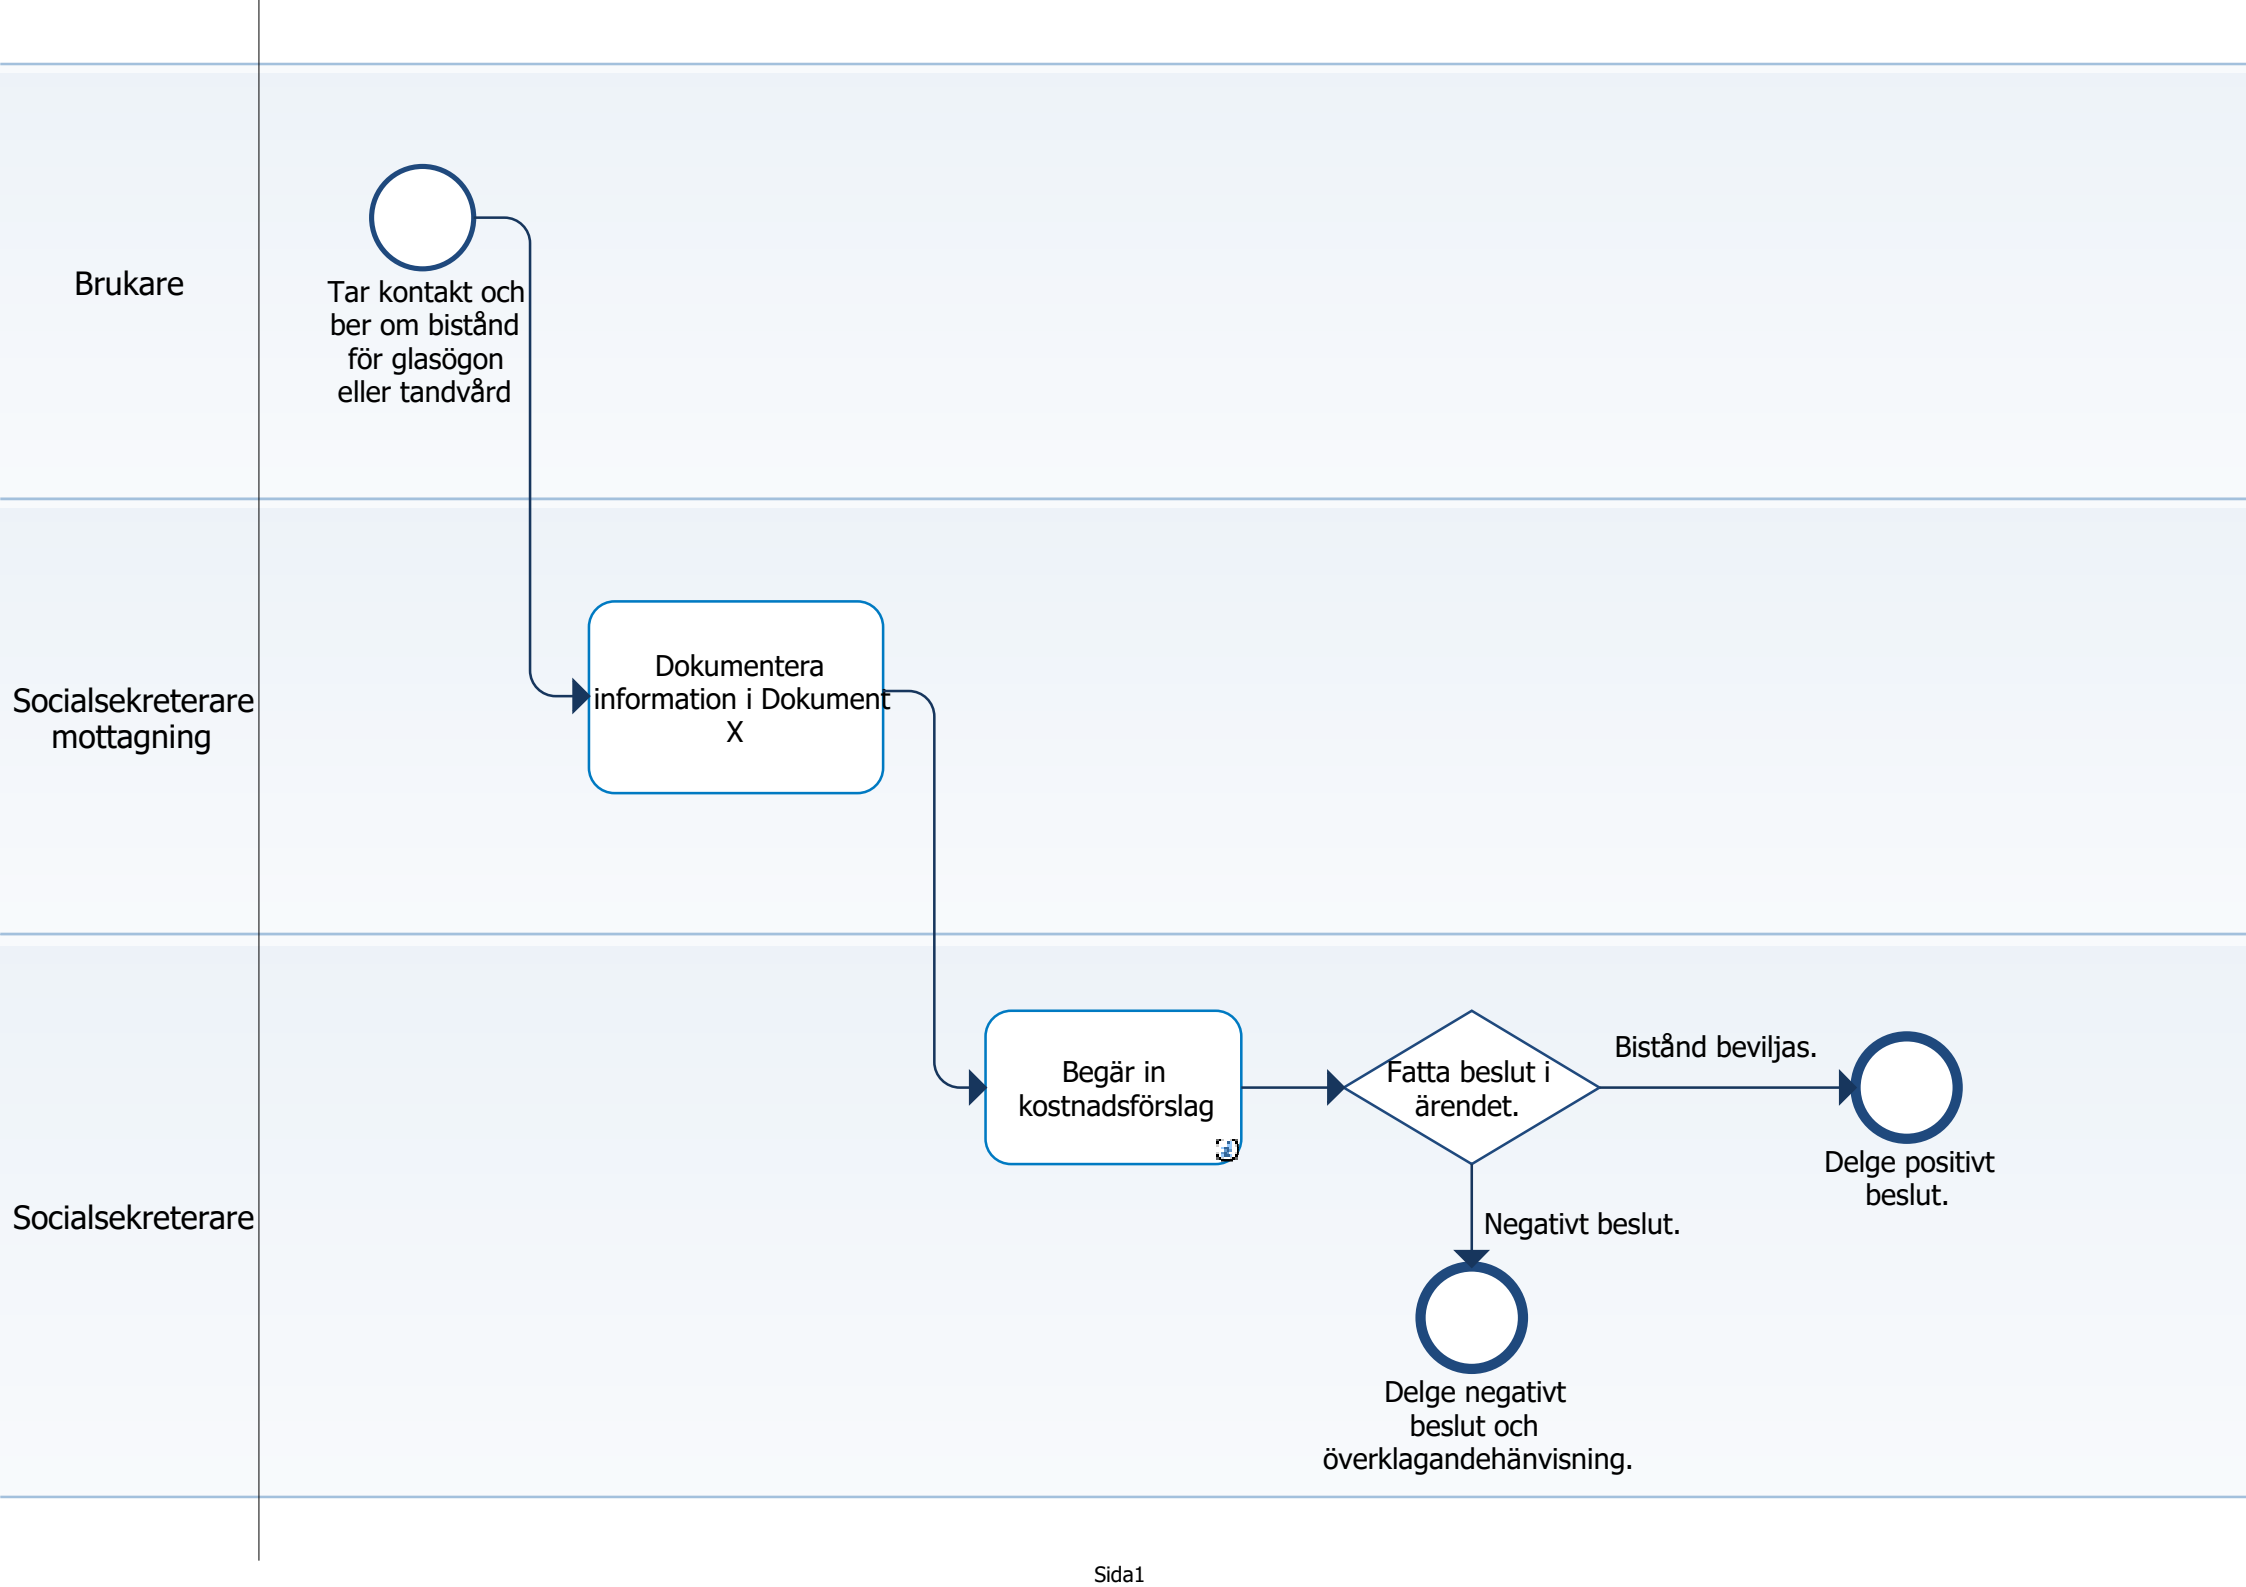 Brukare
Tar kontakt och
ber om bistånd
för glasögon
eller tandvård
Socialsekreterare
mottagning
Dokumentera
information i Dokument
X
Socialsekreterare
Begär in
kostnadsförslag
Fatta beslut i
ärendet.
Bistånd beviljas.
Delge positivt
beslut.
Negativt beslut.
Delge negativt
beslut och
överklagandehänvisning.
Sida1